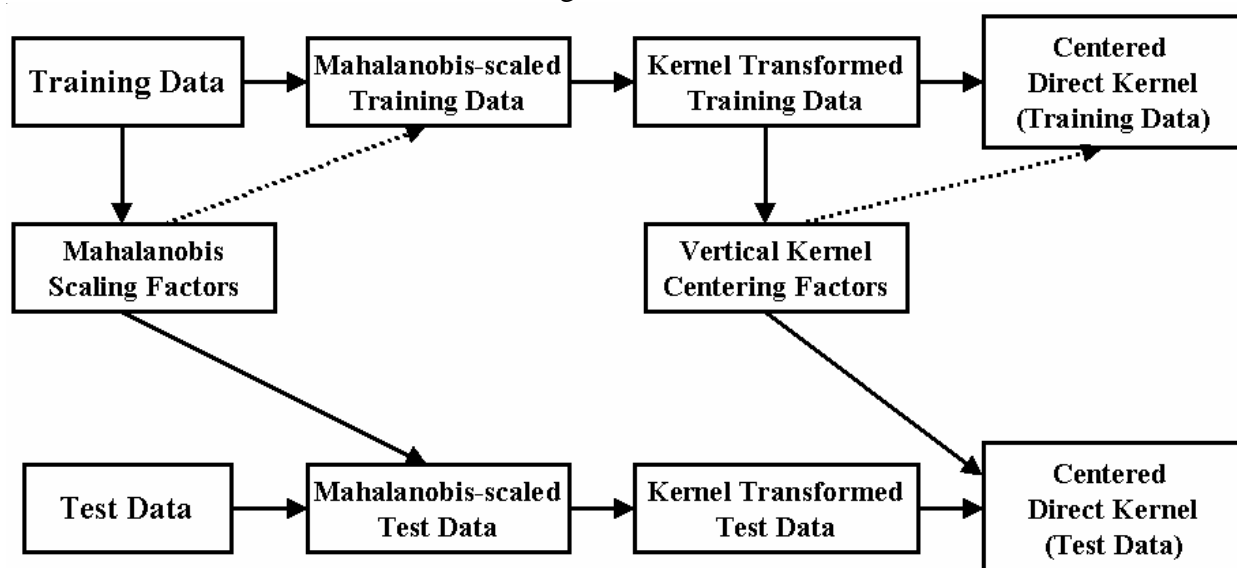 Training Data
Mahalanobis-scaled
Training Data
Kernel Transformed
Training Data
Centered
Direct Kernel
(Training Data)
Mahalanobis
Scaling Factors
Vertical Kernel
Centering Factors
Test Data
Mahalanobis-scaled
Test Data
Kernel Transformed
Test Data
Centered
Direct Kernel
(Test Data)